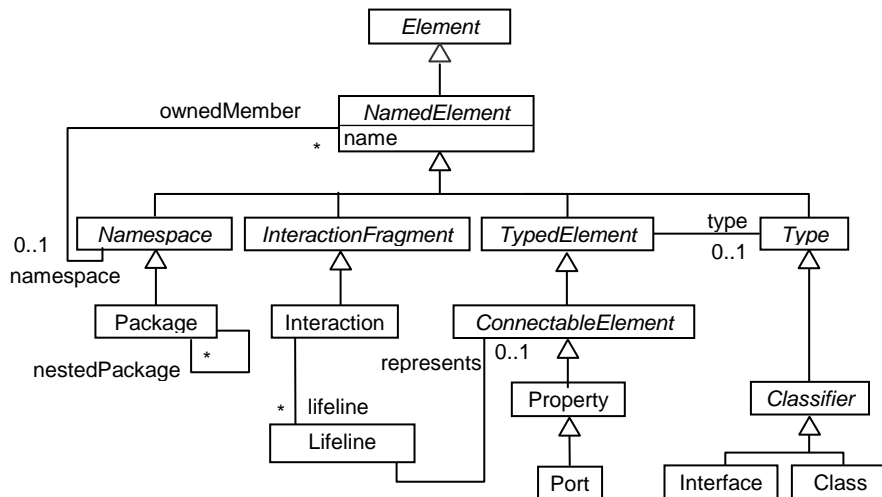 Element
ownedMember
NamedElement
name
*
Namespace
InteractionFragment
TypedElement
type
0..1
Type
0..1
namespace
Package
*
nestedPackage
Interaction
ConnectableElement
represents
0..1
Property
Classifier
* lifeline
Lifeline
Port
Interface
Class